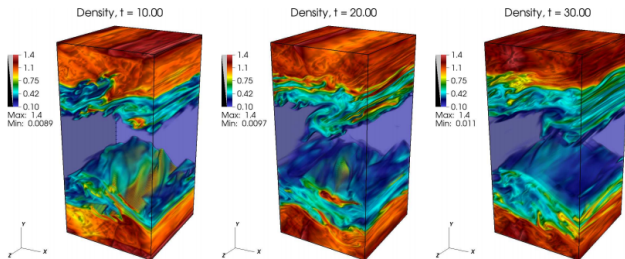 Density, t = 10.00
1.4
1.1
0.75
0.42
0.10
Max: 1.4
Min: 0.0089
Y
Z
X
Density, t = 20.00
1.4
1.1
0.75
0.42
0.10
Max: 1.4
Min: 0.0097
Y
Z
X
Density, t = 30.00
1.4
1.1
0.75
0.42
0.10
Max: 1.4
Min: 0.011
Y
Z
X